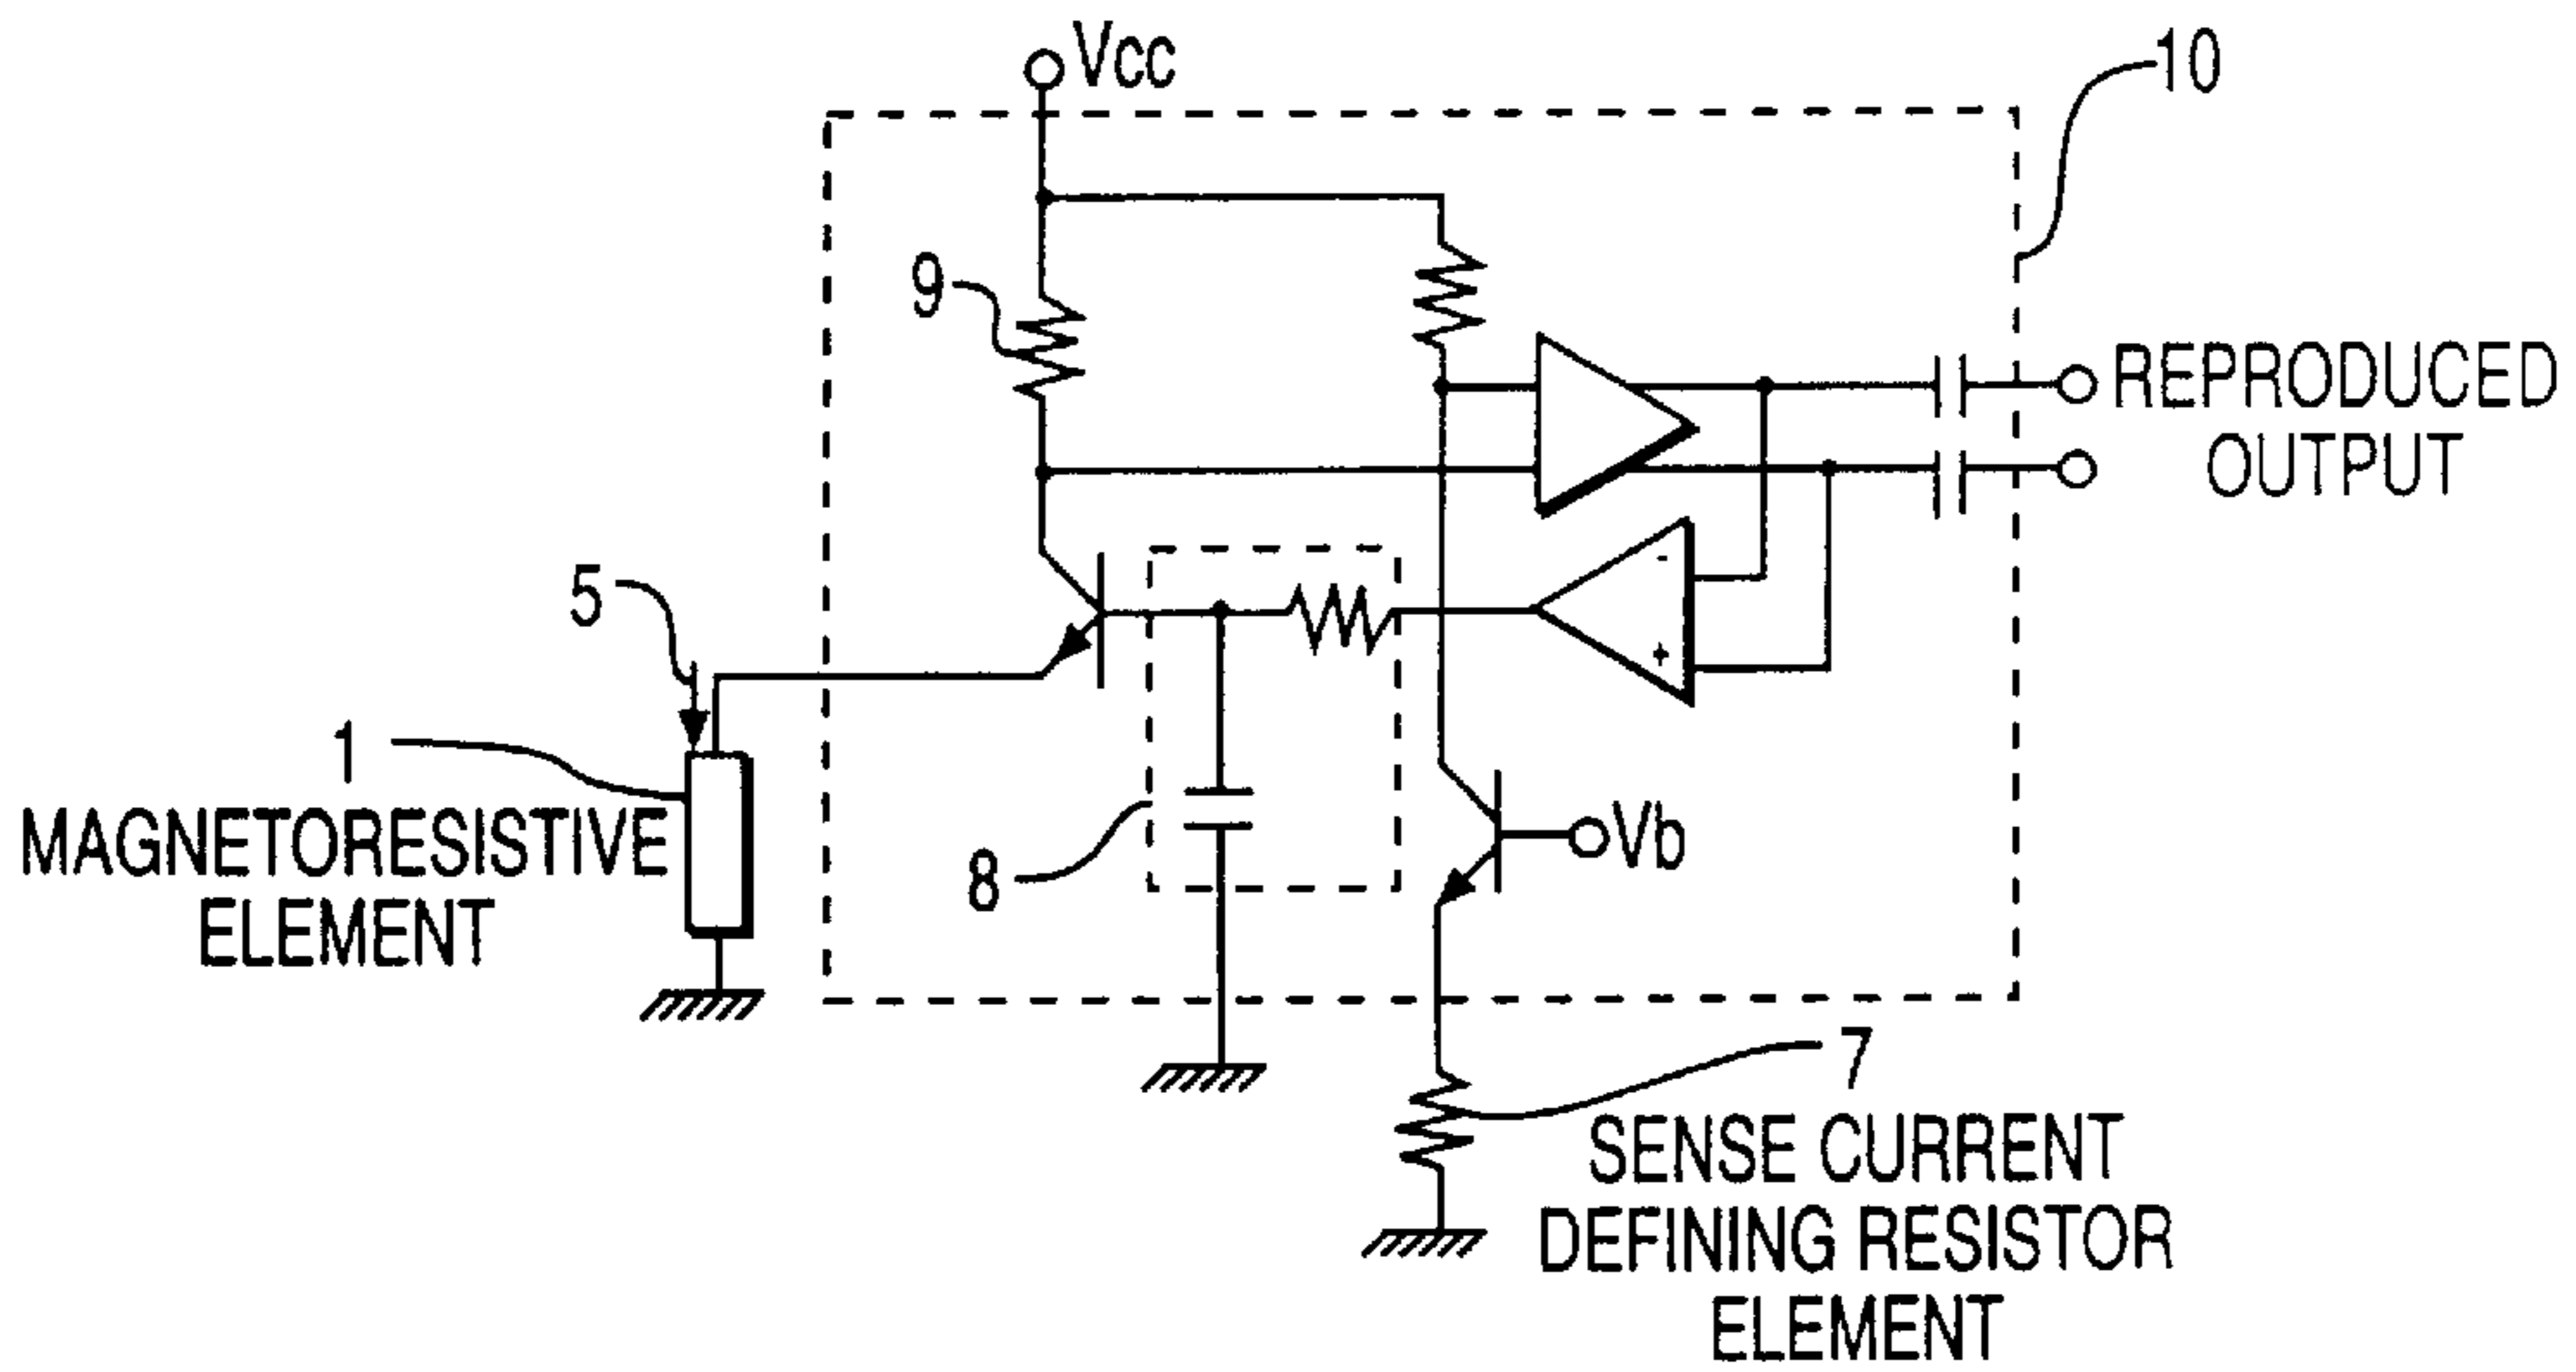 Vcc
10
9
REPRODUCED
OUTPUT
5
-
+
1
MAGNETORESISTIVE
ELEMENT
8
Vb
7
SENSE CURRENT
DEFINING RESISTOR
ELEMENT